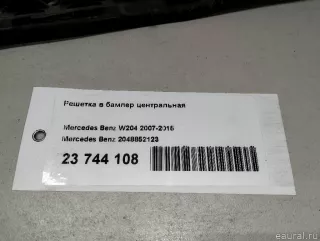 Решетка в бампер центральная
Mercedes Benz W204 2007-2015
Mercedes Benz 2048852123
23 744 108
eaural.ru